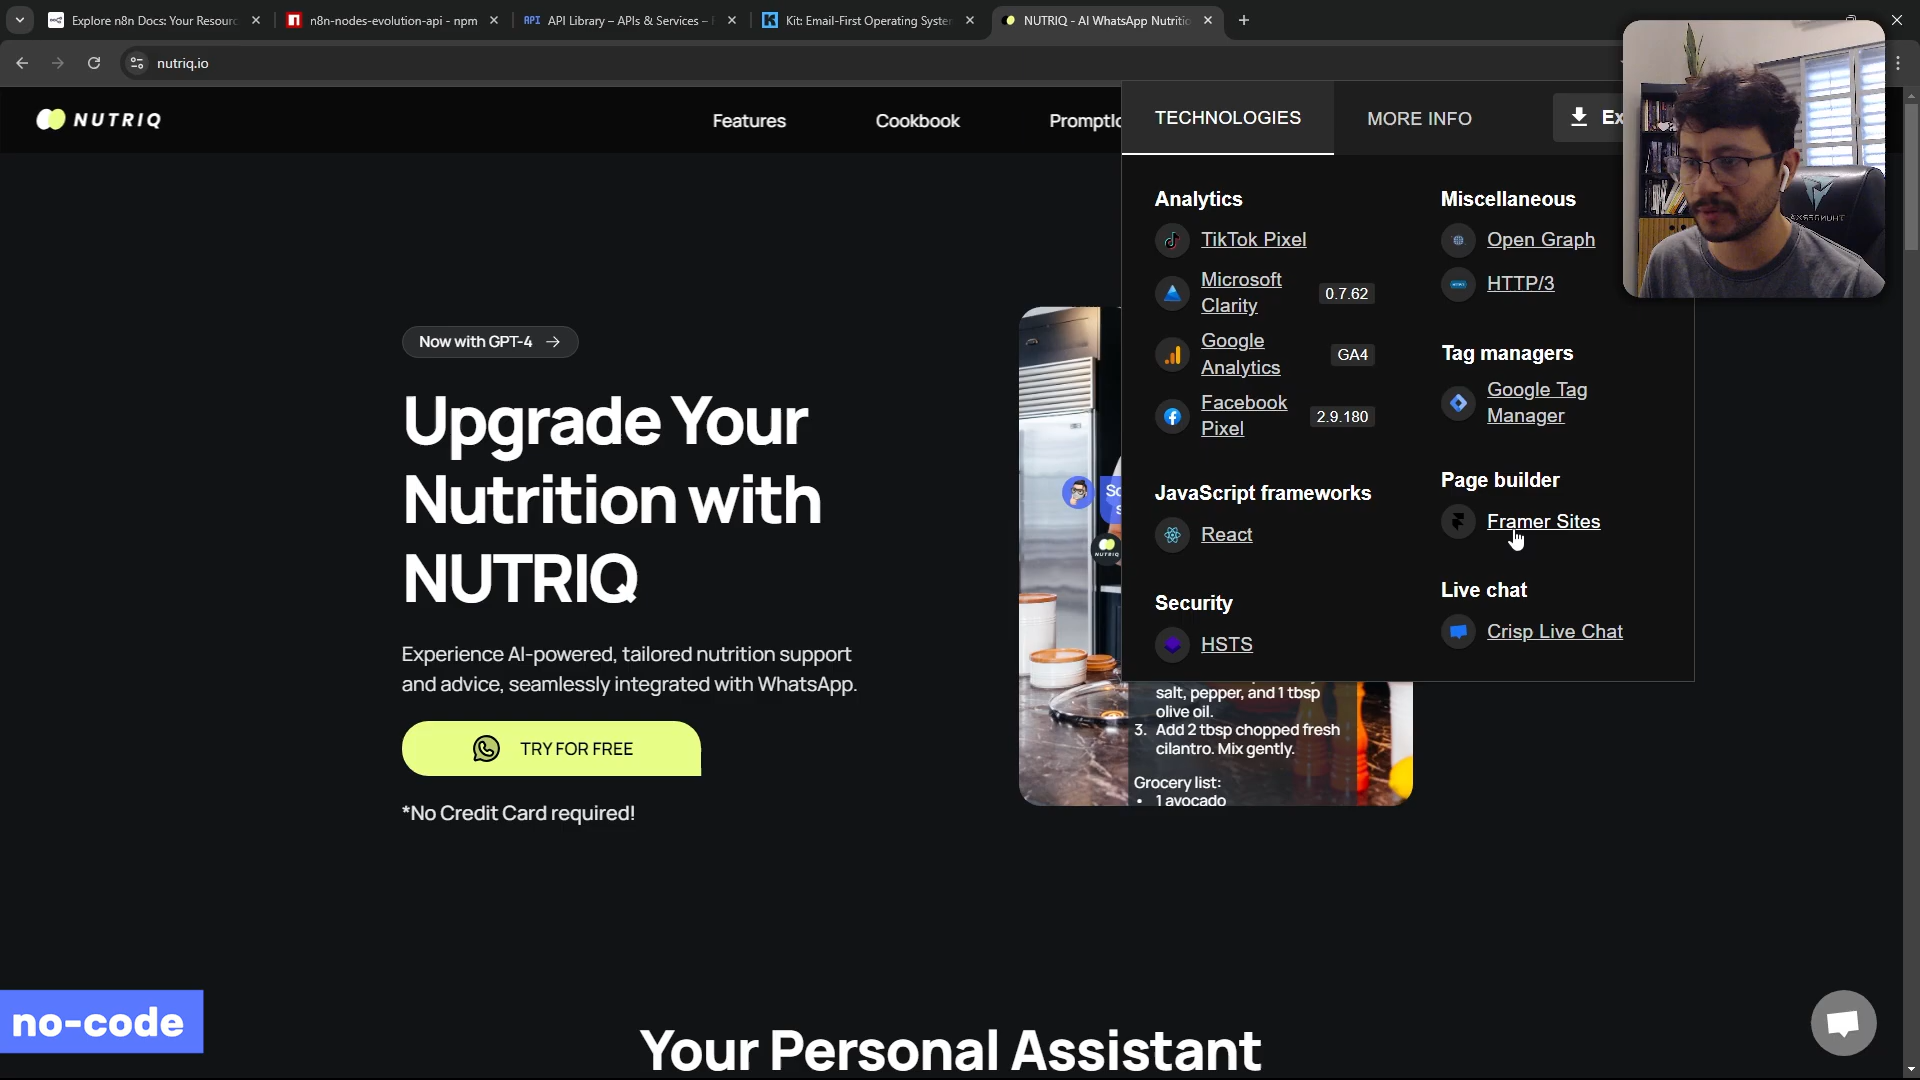 Explore n8n Docs: Your Resourc
n8n-nodes-evolution-api - npm
API Library – APIs & Services –
Kit: Email-First Operating System
NUTRIQ - AI WhatsApp Nutritio
nutriq.io
NUTRIQ
Features
Cookbook
TECHNOLOGIES
MORE INFO
Analytics
TikTok Pixel
Microsoft
Clarity
0.7.62
Google
Analytics
GA4
Facebook
Pixel
2.9.180
JavaScript frameworks
React
Security
HSTS
Miscellaneous
Open Graph
HTTP/3
Tag managers
Google Tag
Manager
Page builder
Framer Sites
Live chat
Crisp Live Chat
Now with GPT-4 →
Upgrade Your
Nutrition with
NUTRIQ
Experience AI-powered, tailored nutrition support
and advice, seamlessly integrated with WhatsApp.
TRY FOR FREE
*No Credit Card required!
salt, pepper, and 1 tbsp
olive oil.
3. Add 2 tbsp chopped fresh
cilantro. Mix gently.
Grocery list:
• 1 avocado
no-code
Your Personal Assistant